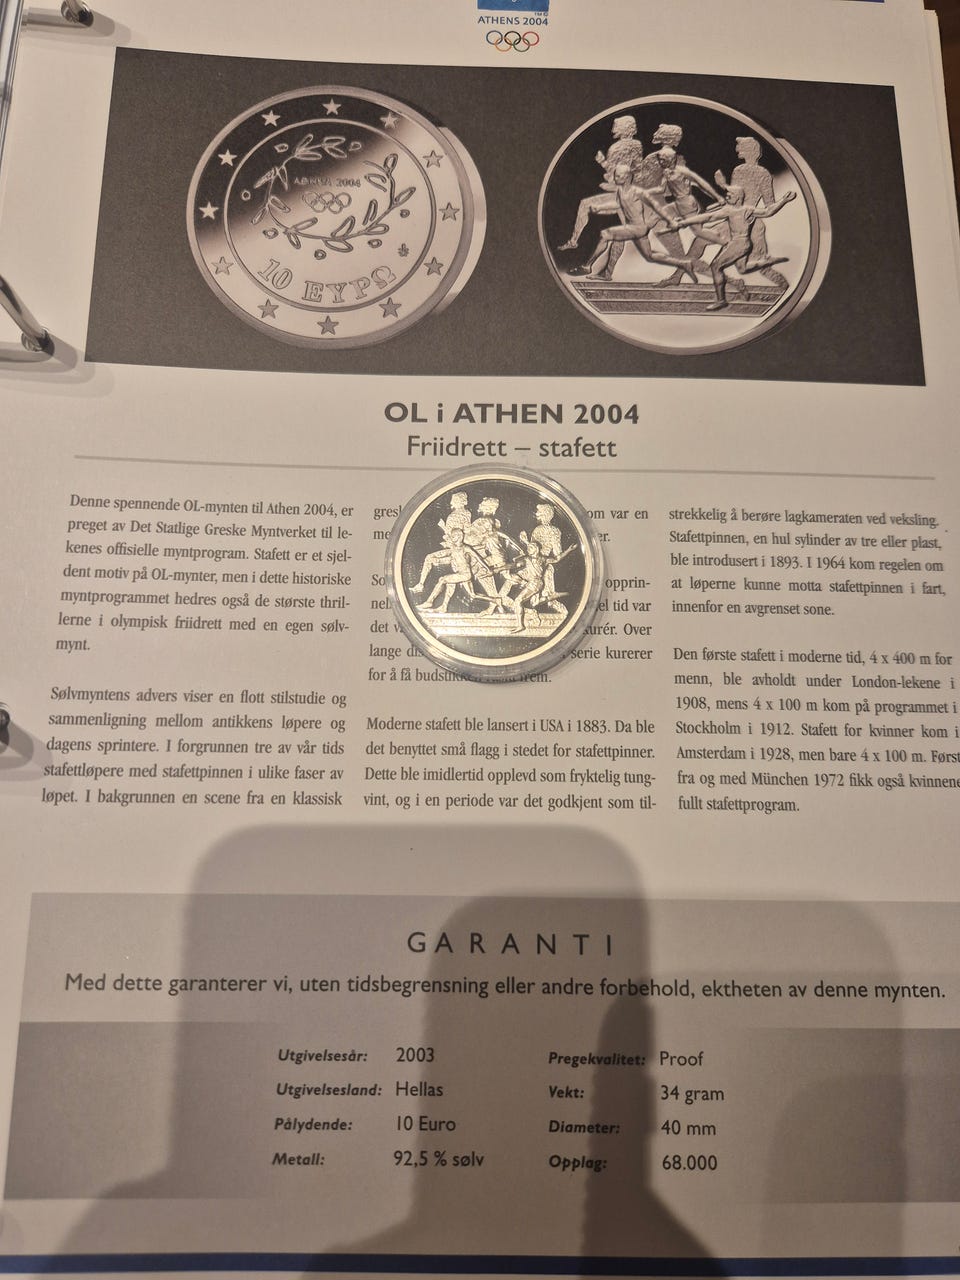 ATHENS 2004
ΑΘΗΝΑ 2004
10 ΕΥΡΩ
OL i ATHEN 2004
Friidrett – stafett
Denne spennende OL-mynten til Athen 2004, er
preget av Det Statlige Greske Myntverket til le-
kenes offisielle myntprogram. Stafett er et sjel-
dent motiv på OL-mynter, men i dette historiske
myntprogrammet hedres også de største thril-
lerne i olympisk friidrett med en egen sølv-
mynt.
Sølvmyntens advers viser en flott stilstudie og
sammenligning mellom antikkens løpere og
dagens sprintere. I forgrunnen tre av vår tids
stafettløpere med stafettpinnen i ulike faser av
løpet. I bakgrunnen en scene fra en klassisk
om var en
tid var
det
Over
lange serie kurerer
for å få frem.
Moderne stafett ble lansert i USA i 1883. Da ble
det benyttet små flagg i stedet for stafettpinner.
Dette ble imidlertid opplevd som fryktelig tung-
vint, og i en periode var det godkjent som til-
strekkelig å berøre lagkameraten ved veksling.
Stafettpinnen, en hul sylinder av tre eller plast,
ble introdusert i 1893. I 1964 kom regelen om
at løperne kunne motta stafettpinnen i fart,
innenfor en avgrenset sone.
Den første stafett i moderne tid, 4 x 400 m for
menn, ble avholdt under London-lekene i
1908, mens 4 x 100 m kom på programmet i
Stockholm i 1912. Stafett for kvinner kom i
Amsterdam i 1928, men bare 4 x 100 m. Først
fra og med München 1972 fikk også kvinnene
fullt stafettprogram.
GARANTI
Med dette garanterer vi, uten tidsbegrensning eller andre forbehold, ektheten av denne mynten.
Utgivelsesår: 2003
Utgivelsesland: Hellas
Pålydende: 10 Euro
Metall: 92,5 % sølv
Pregekvalitet: Proof
Vekt: 34 gram
Diameter: 40 mm
Opplag: 68.000